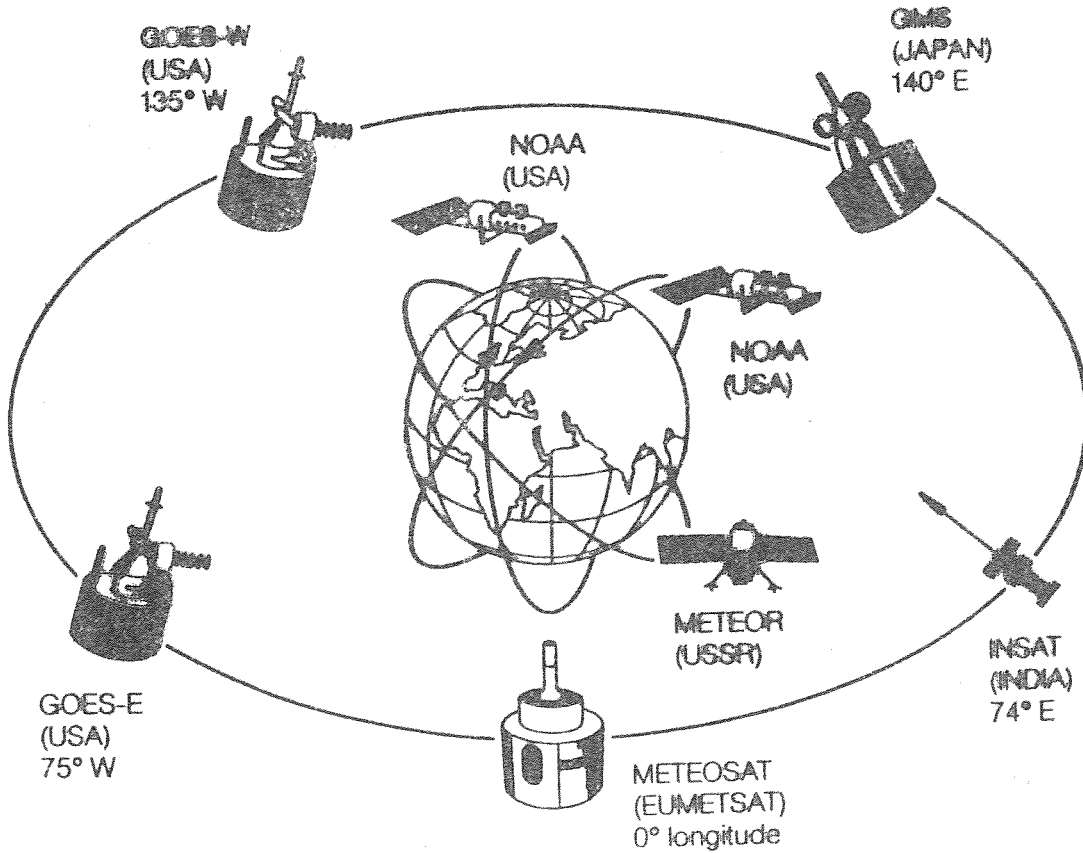 GOES-W
(USA)
135° W
GMS
(JAPAN)
140° E
NOAA
(USA)
NOAA
(USA)
METEOR
(USSR)
INSAT
(INDIA)
74° E
GOES-E
(USA)
75° W
METEOSAT
(EUMETSAT)
0° longitude